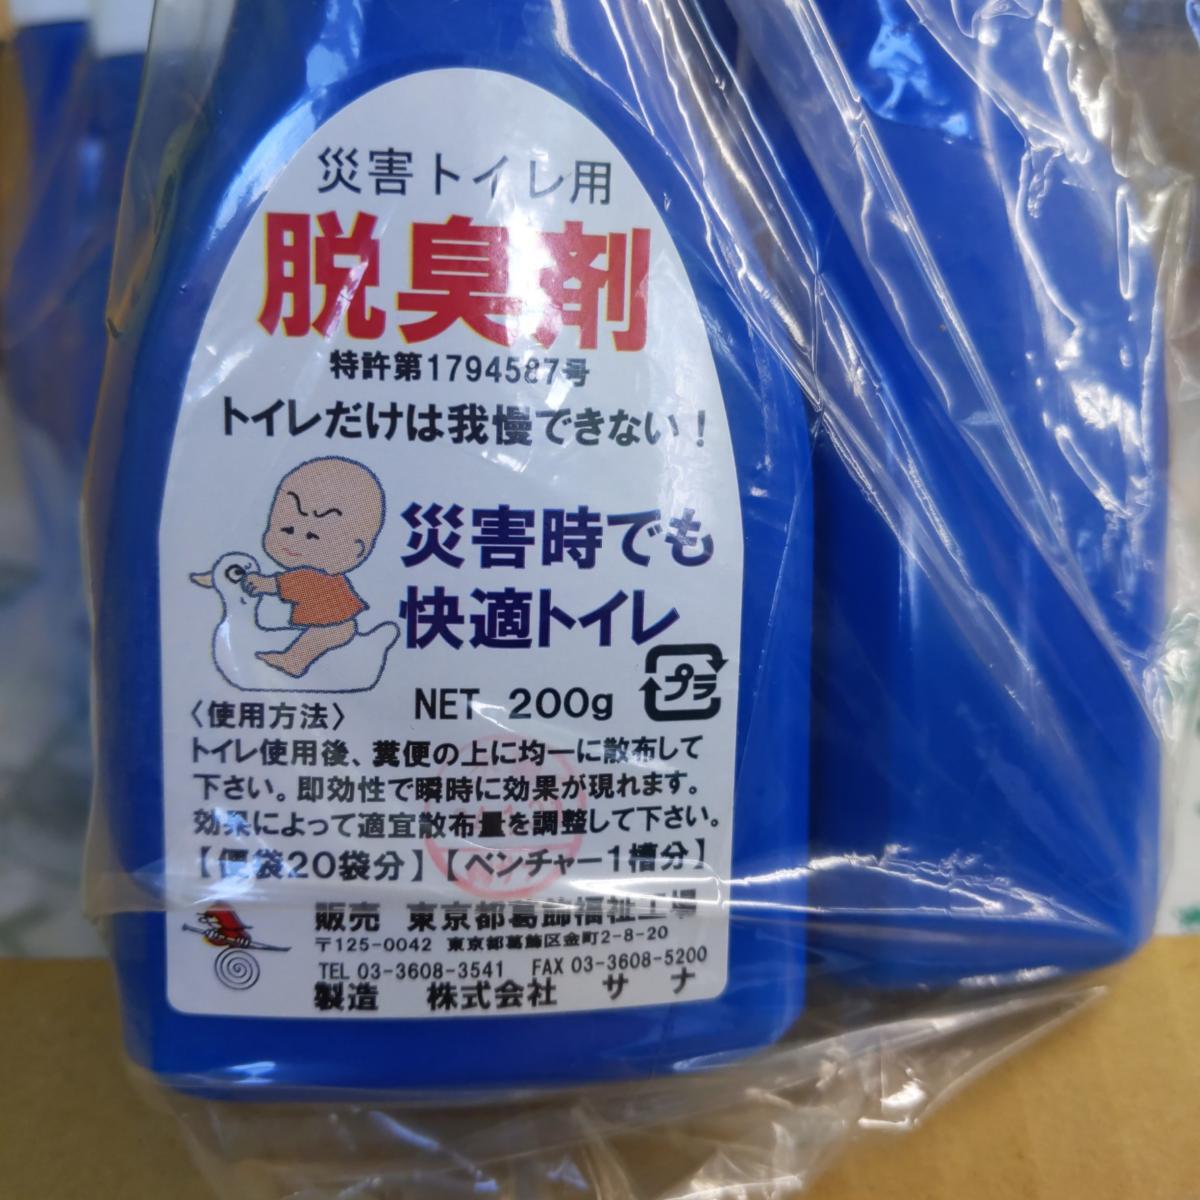 災害トイレ用
脱臭剤
特許第1794587号
トイレだけは我慢できない！
災害時でも
快適トイレ
NET 200g
プラ
〈使用方法〉
トイレ使用後、糞便の上に均一に散布して
下さい。即効性で瞬時に効果が現れます。
効果によって適宜散布量を調整して下さい。
【便袋20袋分】【ベンチャー1槽分】
販売 東京都葛飾福祉工場
〒125-0042 東京都葛飾区金町2-8-20
TEL 03-3608-3541 FAX 03-3608-5200
製造 株式会社 サナ